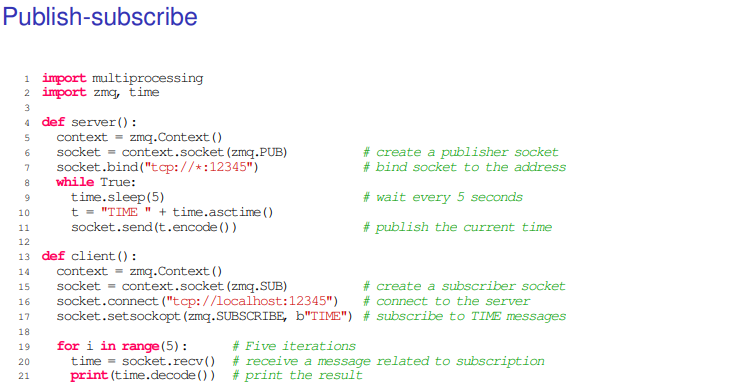 Publish-subscribe
1 import multiprocessing
2 import zmq, time
3
4 def server():
5 context = zmq.Context()
6 socket = context.socket(zmq.PUB) # create a publisher socket
7 socket.bind("tcp://*:12345") # bind socket to the address
8 while True:
9 time.sleep(5) # wait every 5 seconds
10 t = "TIME " + time.asctime()
11 socket.send(t.encode()) # publish the current time
12
13 def client():
14 context = zmq.Context()
15 socket = context.socket(zmq.SUB) # create a subscriber socket
16 socket.connect("tcp://localhost:12345") # connect to the server
17 socket.setsockopt(zmq.SUBSCRIBE, b"TIME") # subscribe to TIME messages
18
19 for i in range(5): # Five iterations
20 time = socket.recv() # receive a message related to subscription
21 print(time.decode()) # print the result